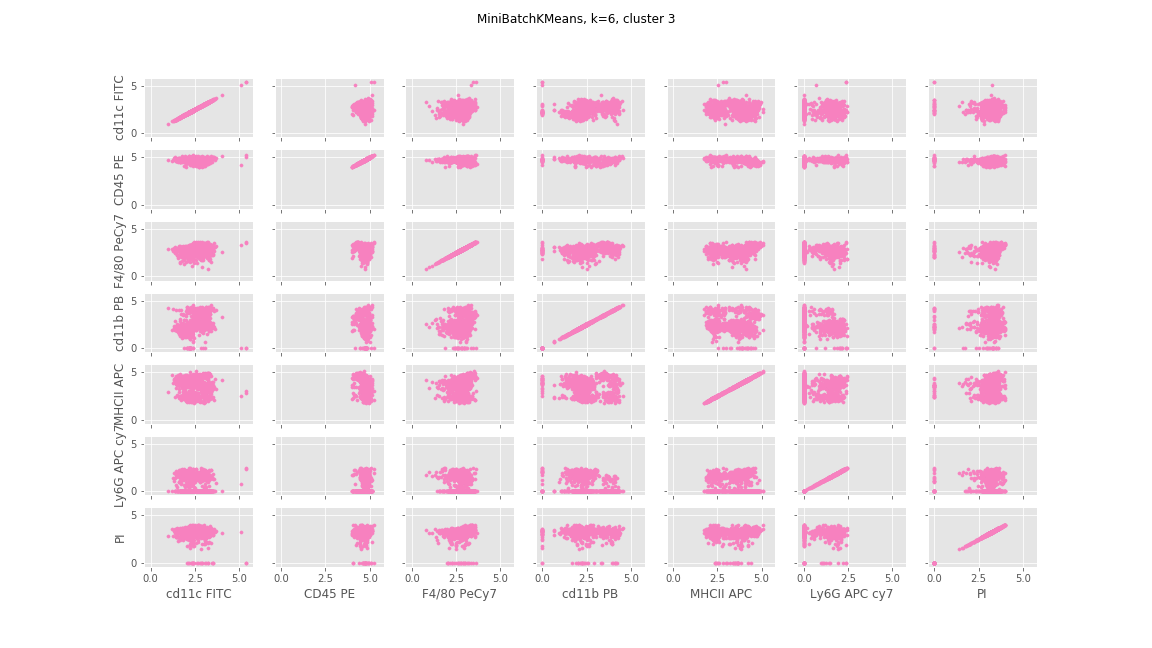 MiniBatchKMeans, k=6, cluster 3
cd11c FITC
5
0
CD45 PE
5
0
F4/80 PeCy7
5
0
cd11b PB
5
0
MHCII APC
5
0
Ly6G APC cy7
5
0
PI
5
0
0.0 2.5 5.0 0.0 2.5 5.0 0.0 2.5 5.0 0.0 2.5 5.0 0.0 2.5 5.0 0.0 2.5 5.0 0.0 2.5 5.0
cd11c FITC CD45 PE F4/80 PeCy7 cd11b PB MHCII APC Ly6G APC cy7 PI